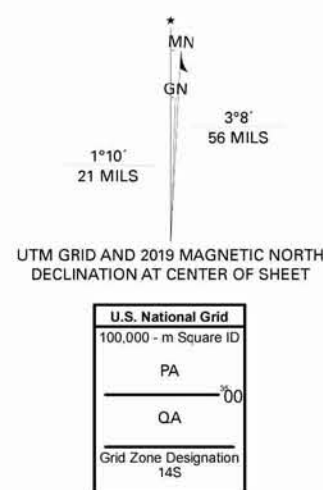 ★
MN
GN
3°8´
56 MILS
1°10´
21 MILS
UTM GRID AND 2019 MAGNETIC NORTH
DECLINATION AT CENTER OF SHEET
U.S. National Grid
100,000 - m Square ID
PA
00
QA
Grid Zone Designation
14S